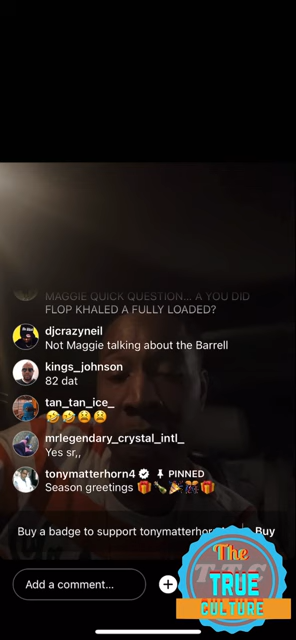 MAGGIE QUICK QUESTION... A YOU DID
FLOP KHALED A FULLY LOADED?
djcrazyneil
Not Maggie talking about the Barrell
kings_johnson
82 dat
tan_tan_ice_
🤣🤣😫😫
mrlegendary_crystal_intl_
Yes sr,,
tonymatterhorn4 PINNED
Season greetings 🎁🍾🎉🎊🎁
Buy a badge to support Buy
Add a comment...
The
TRUE
CULTURE